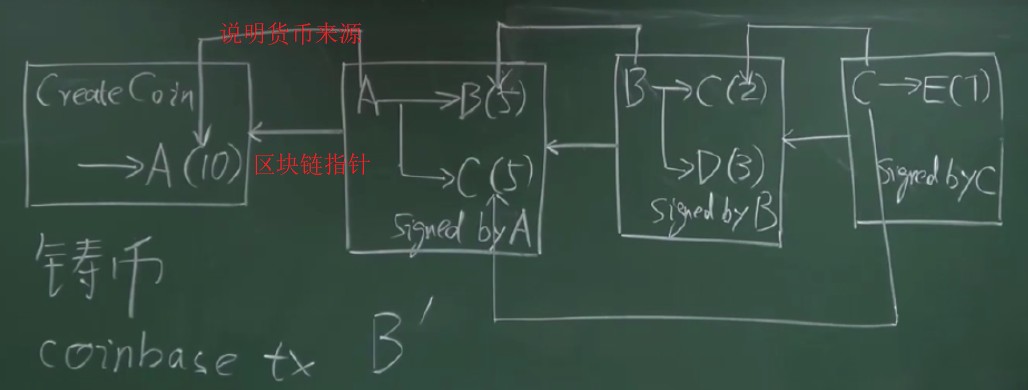 说明货币来源
CreateCoin
A(10)
区块链指针
A
B(5)
C(5)
signed by A
B
C(2)
D(3)
signed by B
C
E(7)
signed by C
铸币
coinbase tx
B'